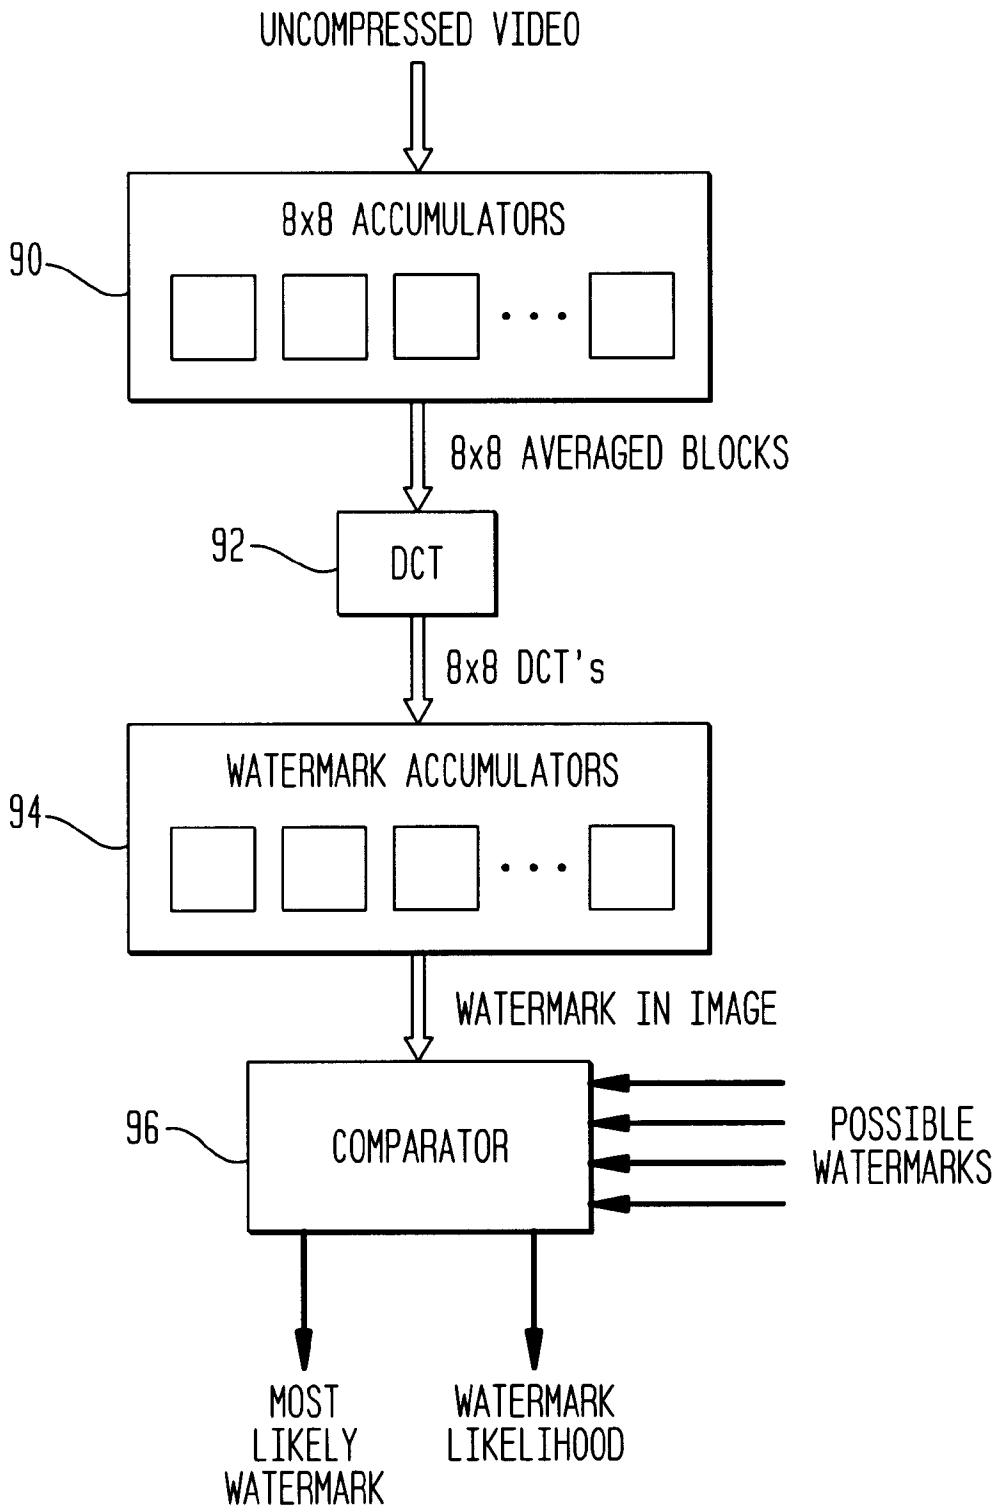 UNCOMPRESSED VIDEO
8x8 ACCUMULATORS
90
8x8 AVERAGED BLOCKS
92
DCT
8x8 DCT's
WATERMARK ACCUMULATORS
94
WATERMARK IN IMAGE
96
COMPARATOR
POSSIBLE
WATERMARKS
MOST
LIKELY
WATERMARK
WATERMARK
LIKELIHOOD